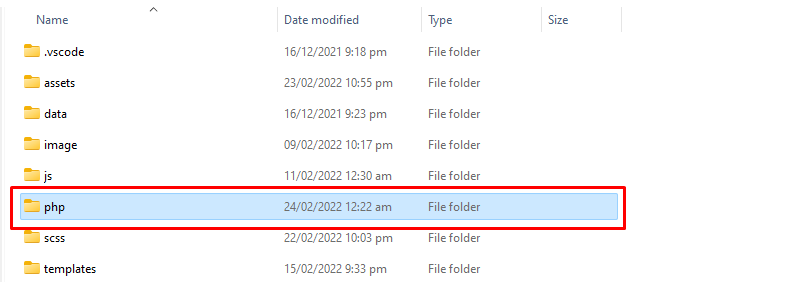 Name Date modified Type Size
.vscode 16/12/2021 9:18 pm File folder
assets 23/02/2022 10:55 pm File folder
data 16/12/2021 9:23 pm File folder
image 09/02/2022 10:17 pm File folder
js 11/02/2022 12:30 am File folder
php 24/02/2022 12:22 am File folder
scss 22/02/2022 10:03 pm File folder
templates 15/02/2022 9:33 pm File folder